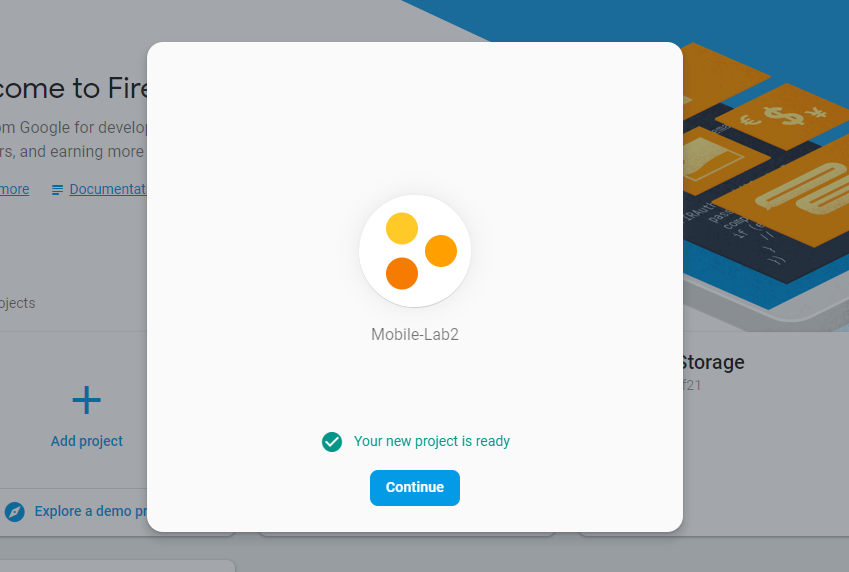 come to Fire
om Google for develop
rs, and earning more
more
Documentat
ojects
Add project
Explore a demo pr
Mobile-Lab2
Your new project is ready
Continue
Storage
f21